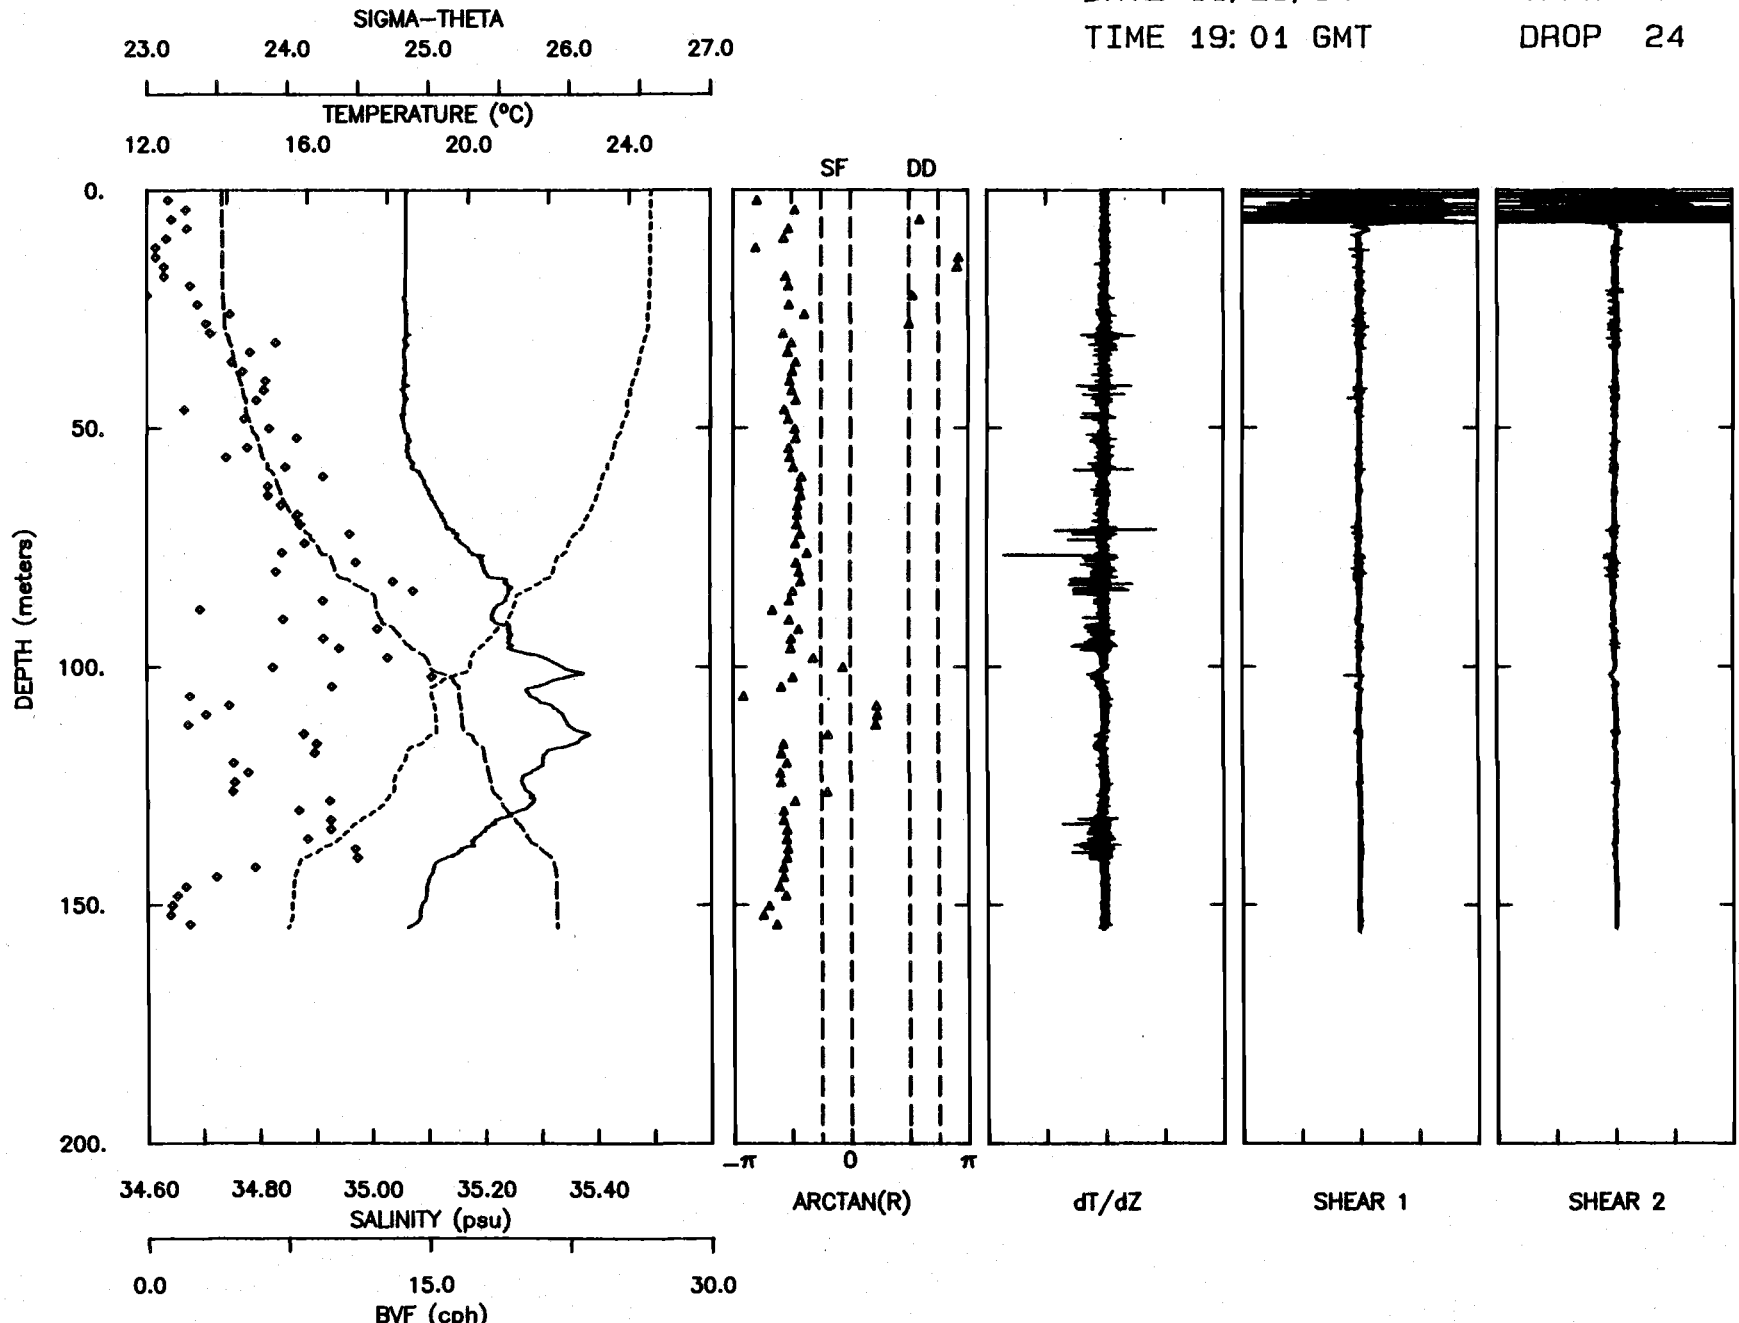 TIME 19:01 GMT DROP 24
SIGMA-THETA
23.0 24.0 25.0 26.0 27.0
TEMPERATURE (°C)
12.0 16.0 20.0 24.0
SF DD
0.
50.
100.
150.
200.
DEPTH (meters)
-π 0 π
34.60 34.80 35.00 35.20 35.40
SALINITY (psu)
ARCTAN(R) dT/dZ SHEAR 1 SHEAR 2
0.0 15.0 30.0
BVF (cph)